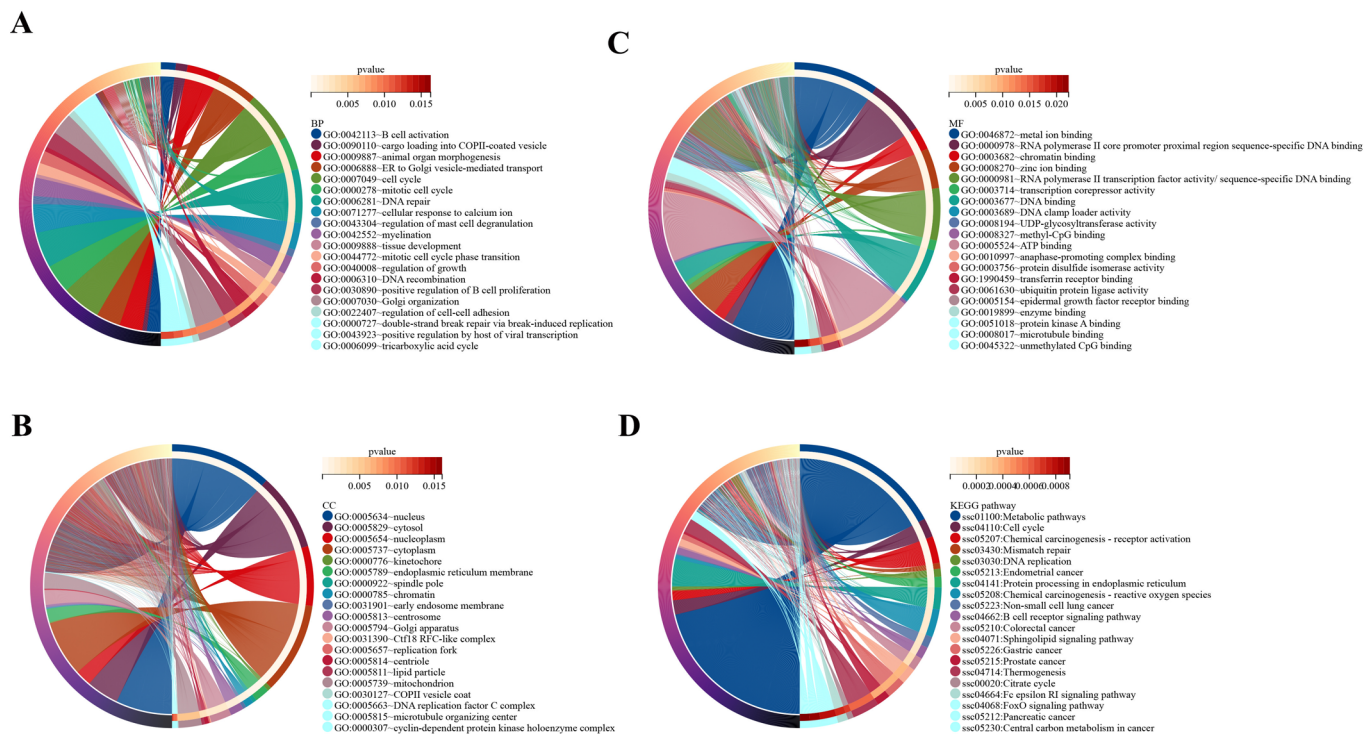 A
pvalue
0.005 0.010 0.015
BP
GO:0042113~B cell activation
GO:0090110~cargo loading into COPII-coated vesicle
GO:0009887~animal organ morphogenesis
GO:0006888~ER to Golgi vesicle-mediated transport
GO:0007049~cell cycle
GO:0000278~mitotic cell cycle
GO:0006281~DNA repair
GO:0071277~cellular response to calcium ion
GO:0043304~regulation of mast cell degranulation
GO:0042552~myelination
GO:0009888~tissue development
GO:0044772~mitotic cell cycle phase transition
GO:0040008~regulation of growth
GO:0006310~DNA recombination
GO:0030890~positive regulation of B cell proliferation
GO:0007030~Golgi organization
GO:0022407~regulation of cell-cell adhesion
GO:0000727~double-strand break repair via break-induced replication
GO:0043923~positive regulation by host of viral transcription
GO:0006099~tricarboxylic acid cycle
C
pvalue
0.005 0.010 0.015 0.020
MF
GO:0046872~metal ion binding
GO:0000978~RNA polymerase II core promoter proximal region sequence-specific DNA binding
GO:0003682~chromatin binding
GO:0008270~zinc ion binding
GO:0000981~RNA polymerase II transcription factor activity/ sequence-specific DNA binding
GO:0003714~transcription corepressor activity
GO:0003677~DNA binding
GO:0003689~DNA clamp loader activity
GO:0008194~UDP-glycosyltransferase activity
GO:0008327~methyl-CpG binding
GO:0005524~ATP binding
GO:0010997~anaphase-promoting complex binding
GO:0003756~protein disulfide isomerase activity
GO:1990459~transferrin receptor binding
GO:0061630~ubiquitin protein ligase activity
GO:0005154~epidermal growth factor receptor binding
GO:0019899~enzyme binding
GO:0051018~protein kinase A binding
GO:0008017~microtubule binding
GO:0045322~unmethylated CpG binding
B
pvalue
0.005 0.010 0.015
CC
GO:0005634~nucleus
GO:0005829~cytosol
GO:0005654~nucleoplasm
GO:0005737~cytoplasm
GO:0000776~kinetochore
GO:0005789~endoplasmic reticulum membrane
GO:0000922~spindle pole
GO:0000785~chromatin
GO:0031901~early endosome membrane
GO:0005813~centrosome
GO:0005794~Golgi apparatus
GO:0031390~Ctf18 RFC-like complex
GO:0005657~replication fork
GO:0005814~centriole
GO:0005811~lipid particle
GO:0005739~mitochondrion
GO:0030127~COPII vesicle coat
GO:0005663~DNA replication factor C complex
GO:0005815~microtubule organizing center
GO:0000307~cyclin-dependent protein kinase holoenzyme complex
D
pvalue
0.0002 0.0004 0.0006 0.0008
KEGG pathway
ssc01100:Metabolic pathways
ssc04110:Cell cycle
ssc05207:Chemical carcinogenesis - receptor activation
ssc03430:Mismatch repair
ssc03030:DNA replication
ssc05213:Endometrial cancer
ssc04141:Protein processing in endoplasmic reticulum
ssc05208:Chemical carcinogenesis - reactive oxygen species
ssc05223:Non-small cell lung cancer
ssc04662:B cell receptor signaling pathway
ssc05210:Colorectal cancer
ssc04071:Sphingolipid signaling pathway
ssc05226:Gastric cancer
ssc05215:Prostate cancer
ssc04714:Thermogenesis
ssc00020:Citrate cycle
ssc04664:Fc epsilon RI signaling pathway
ssc04068:FoxO signaling pathway
ssc05212:Pancreatic cancer
ssc05230:Central carbon metabolism in cancer